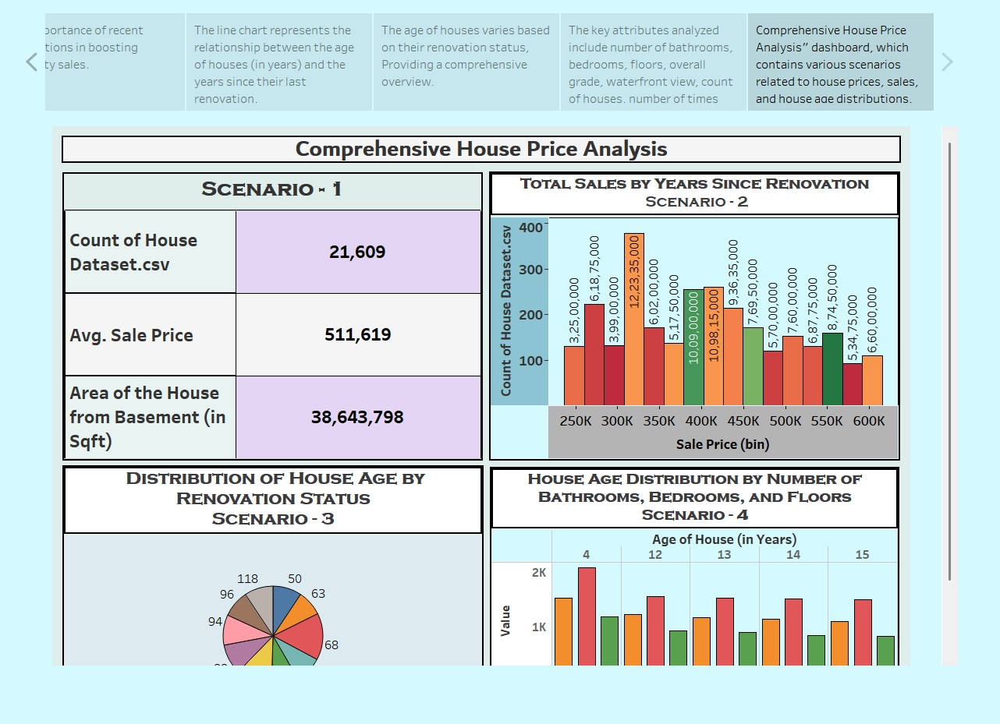 portance of recent
tions in boosting
ty sales.
The line chart represents the
relationship between the age
of houses (in years) and the
years since their last
renovation.
The age of houses varies based
on their renovation status,
Providing a comprehensive
overview.
The key attributes analyzed
include number of bathrooms,
bedrooms, floors, overall
grade, waterfront view, count
of houses, number of times
Comprehensive House Price
Analysis” dashboard, which
contains various scenarios
related to house prices, sales,
and house age distributions.
Comprehensive House Price Analysis
SCENARIO - 1
Count of House
Dataset.csv
21,609
Avg. Sale Price
511,619
Area of the House
from Basement (in
Sqft)
38,643,798
TOTAL SALES BY YEARS SINCE RENOVATION
SCENARIO - 2
Count of House Dataset.csv
400
300
200
100
3,25,00,000
6,18,75,000
3,99,00,000
12,23,35,000
6,02,00,000
5,17,50,000
10,09,00,000
10,98,15,000
9,36,35,000
7,69,50,000
5,70,00,000
7,60,00,000
6,87,75,000
8,74,50,000
5,34,75,000
6,60,00,000
250K 300K 350K 400K 450K 500K 550K 600K
Sale Price (bin)
DISTRIBUTION OF HOUSE AGE BY
RENOVATION STATUS
SCENARIO - 3
118
50
96
63
94
68
HOUSE AGE DISTRIBUTION BY NUMBER OF
BATHROOMS, BEDROOMS, AND FLOORS
SCENARIO - 4
Age of House (in Years)
4 12 13 14 15
Value
2K
1K